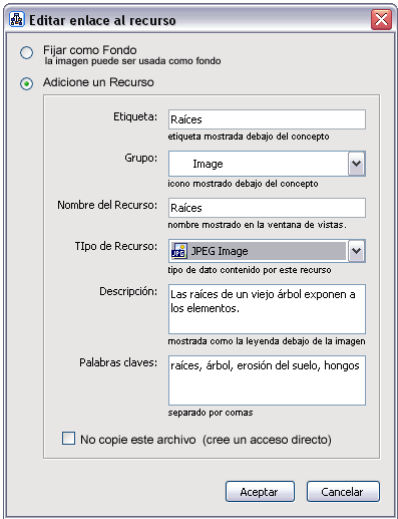 Editar enlace al recurso
Fijar como Fondo
la imagen puede ser usada como fondo
Adicione un Recurso
Etiqueta: Raíces
etiqueta mostrada debajo del concepto
Grupo: Image
icono mostrado debajo del concepto
Nombre del Recurso: Raíces
nombre mostrado en la ventana de vistas.
TIpo de Recurso: JPEG Image
tipo de dato contenido por este recurso
Descripción: Las raíces de un viejo árbol exponen a
los elementos.
mostrada como la leyenda debajo de la imagen
Palabras claves: raíces, árbol, erosión del suelo, hongos
separado por comas
No copie este archivo (cree un acceso directo)
Aceptar Cancelar